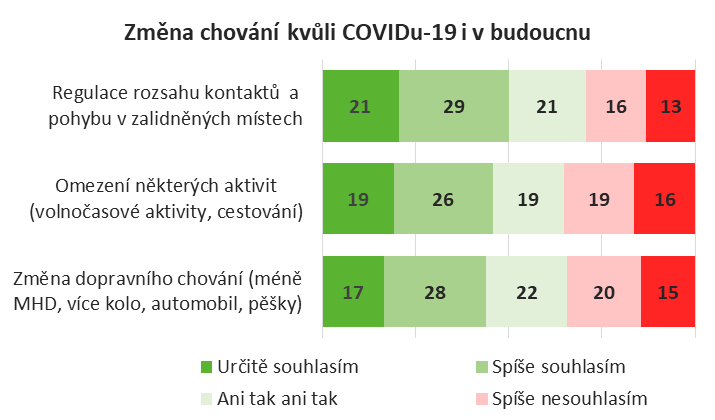 Změna chování kvůli COVIDu-19 i v budoucnu
Regulace rozsahu kontaktů a
pohybu v zalidněných místech
21 29 21 16 13
Omezení některých aktivit
(volnočasové aktivity, cestování)
19 26 19 19 16
Změna dopravního chování (méně
MHD, více kolo, automobil, pěšky)
17 28 22 20 15
Určitě souhlasím Spíše souhlasím
Ani tak ani tak Spíše nesouhlasím